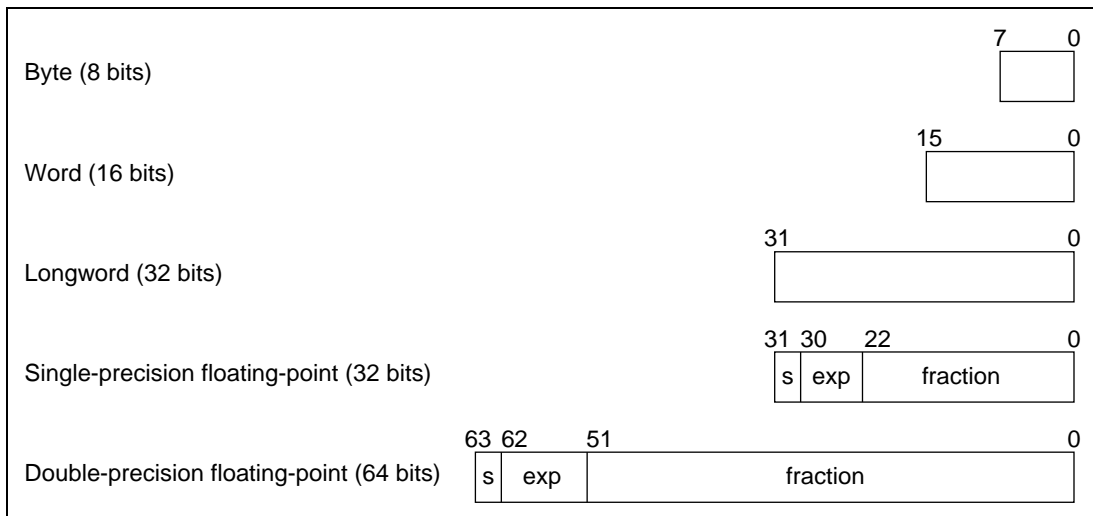 7 0
Byte (8 bits)
15 0
Word (16 bits)
31 0
Longword (32 bits)
31 30 22 0
Single-precision floating-point (32 bits) s exp fraction
63 62 51 0
Double-precision floating-point (64 bits) s exp fraction